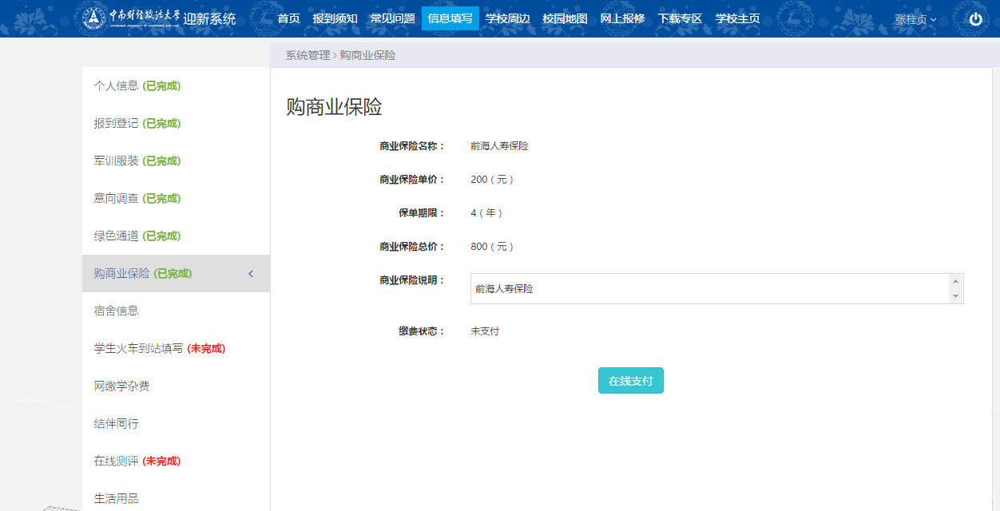 中南财经政法大学 迎新系统 首页 报到须知 常见问题 信息填写 学校周边 校园地图 网上报修 下载专区 学校主页 张桂贞
系统管理 > 购商业保险
个人信息 (已完成)
报到登记 (已完成)
军训服装 (已完成)
意向调查 (已完成)
绿色通道 (已完成)
购商业保险 (已完成)
宿舍信息
学生火车到站填写 (未完成)
网缴学杂费
结伴同行
在线测评 (未完成)
生活用品
购商业保险
商业保险名称： 前海人寿保险
商业保险单价： 200（元）
保单期限： 4（年）
商业保险总价： 800（元）
商业保险说明： 前海人寿保险
缴费状态： 未支付
在线支付